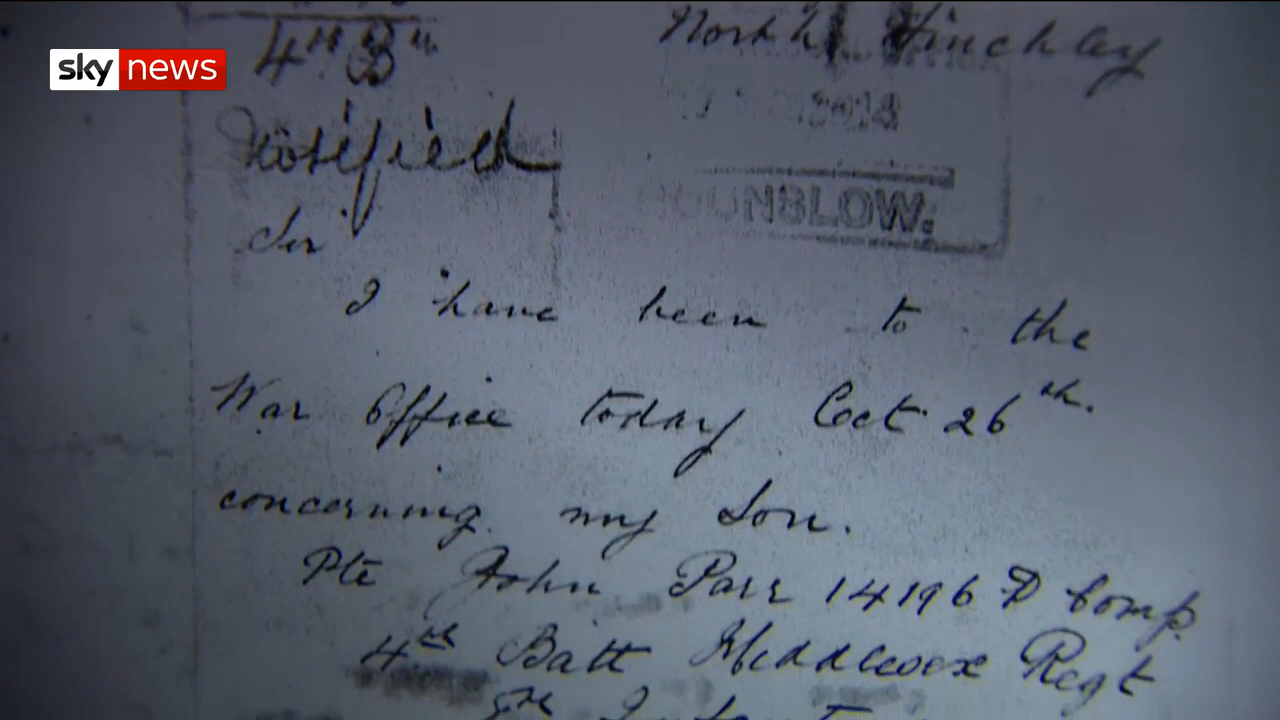 sky news
4th Bn
North Finchley
Notified
HOUNSLOW.
Sir
I have been to the
War Office today Oct 26th.
concerning my Son.
Pte John Parr 14196 D Comp.
4th Batt Middlesex Regt